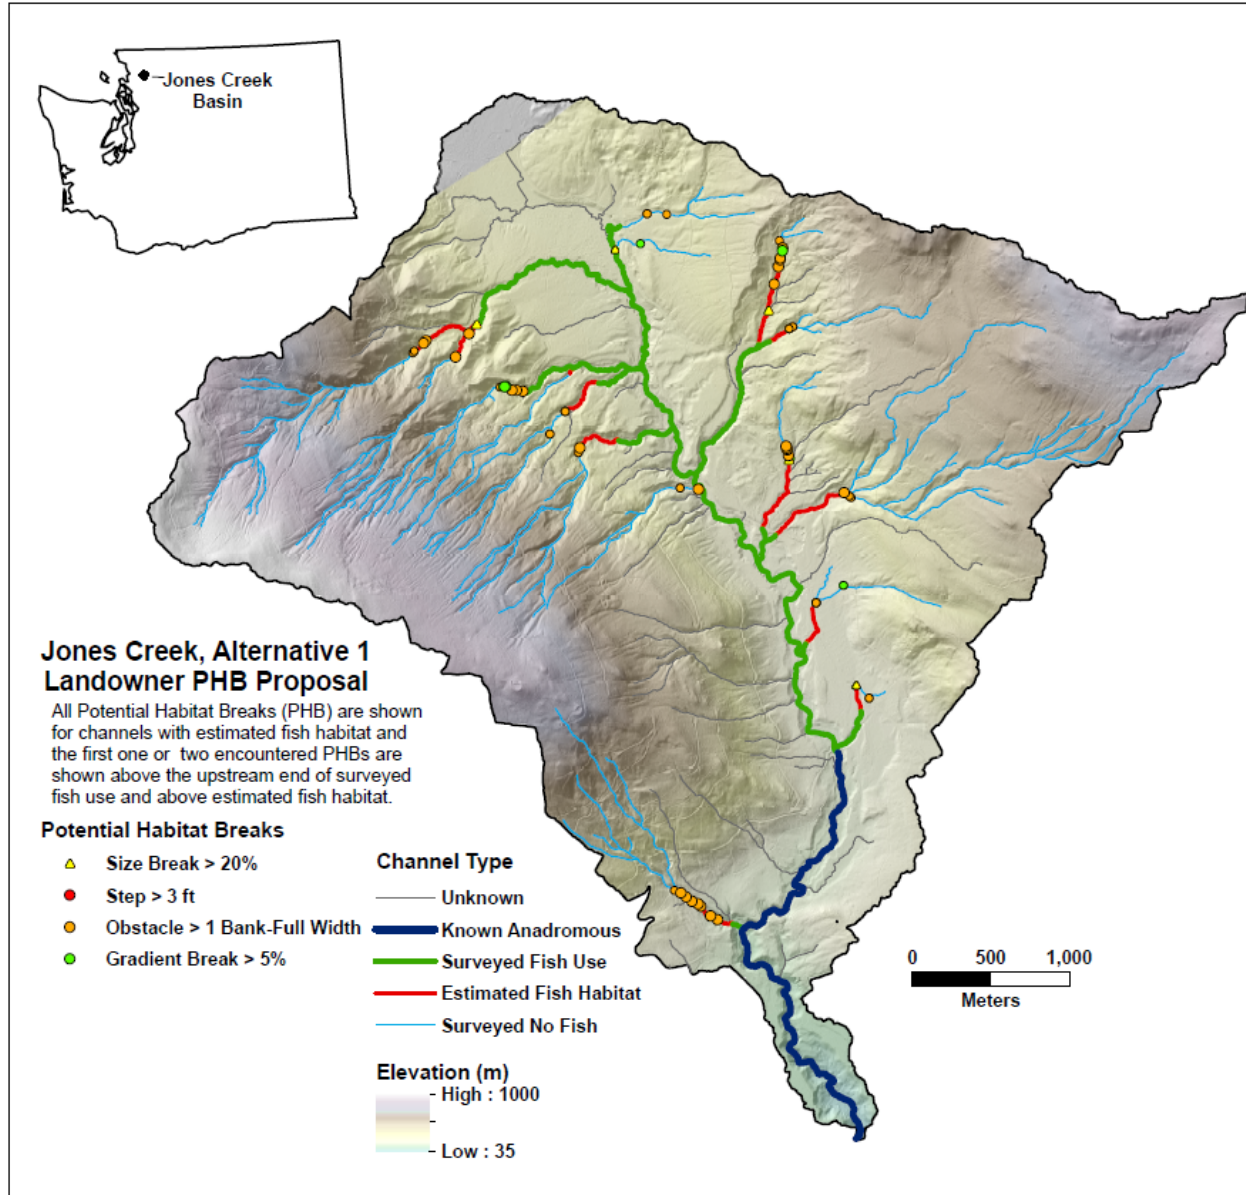 Jones Creek
Basin
Jones Creek, Alternative 1
Landowner PHB Proposal
All Potential Habitat Breaks (PHB) are shown
for channels with estimated fish habitat and
the first one or two encountered PHBs are
shown above the upstream end of surveyed
fish use and above estimated fish habitat.
Potential Habitat Breaks
Size Break > 20%
Step > 3 ft
Obstacle > 1 Bank-Full Width
Gradient Break > 5%
Channel Type
Unknown
Known Anadromous
Surveyed Fish Use
Estimated Fish Habitat
Surveyed No Fish
Elevation (m)
High : 1000
Low : 35
0 500 1,000
Meters